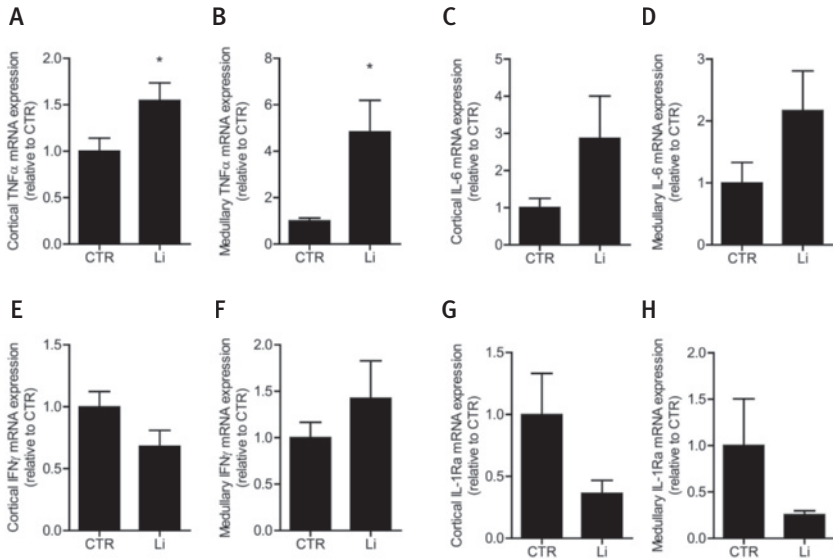 A
Cortical TNFα mRNA expression
(relative to CTR)
2.0
1.5
1.0
0.5
0.0
*
CTR Li
B
Medullary TNFα mRNA expression
(relative to CTR)
8
6
4
2
0
*
CTR Li
C
Cortical IL-6 mRNA expression
(relative to CTR)
5
4
3
2
1
0
CTR Li
D
Medullary IL-6 mRNA expression
(relative to CTR)
3
2
1
0
CTR Li
E
Cortical IFNγ mRNA expression
(relative to CTR)
1.5
1.0
0.5
0.0
CTR Li
F
Medullary IFNγ mRNA expression
(relative to CTR)
2.0
1.5
1.0
0.5
0.0
CTR Li
G
Cortical IL-1Ra mRNA expression
(relative to CTR)
1.5
1.0
0.5
0.0
CTR Li
H
Medullary IL-1Ra mRNA expression
(relative to CTR)
2.0
1.5
1.0
0.5
0.0
CTR Li